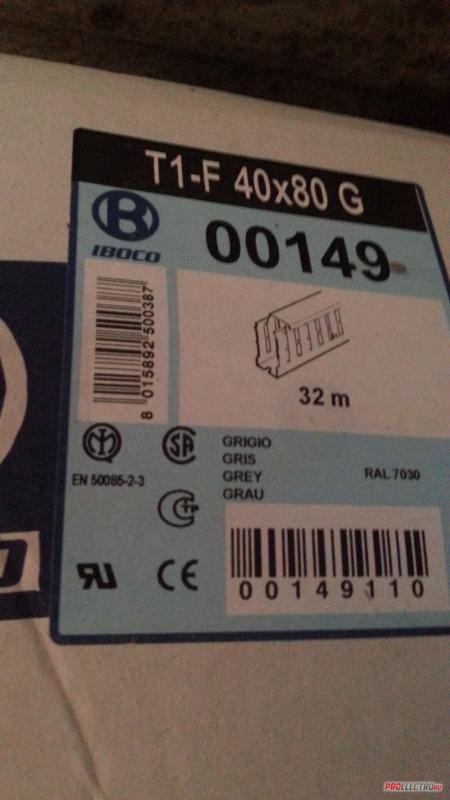 T1-F 40x80 G
IBOCO
00149
8 015892 500387
32 m
EN 50085-2-3
GRIGIO
GRIS
GREY
GRAU
RAL 7030
00149110
PROELECTRO.RU